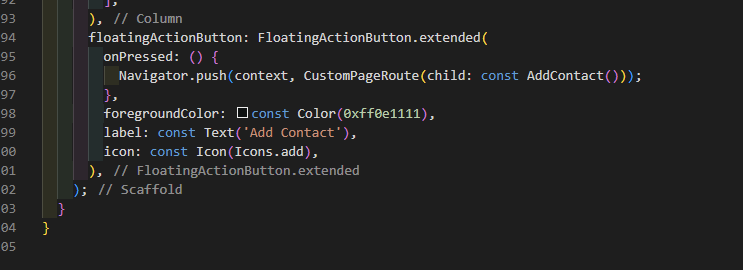 92 ],
93 ), // Column
94 floatingActionButton: FloatingActionButton.extended(
95 onPressed: () {
96 Navigator.push(context, CustomPageRoute(child: const AddContact()));
97 },
98 foregroundColor: const Color(0xff0e1111),
99 label: const Text('Add Contact'),
00 icon: const Icon(Icons.add),
01 ), // FloatingActionButton.extended
02 ); // Scaffold
03 }
04 }
05